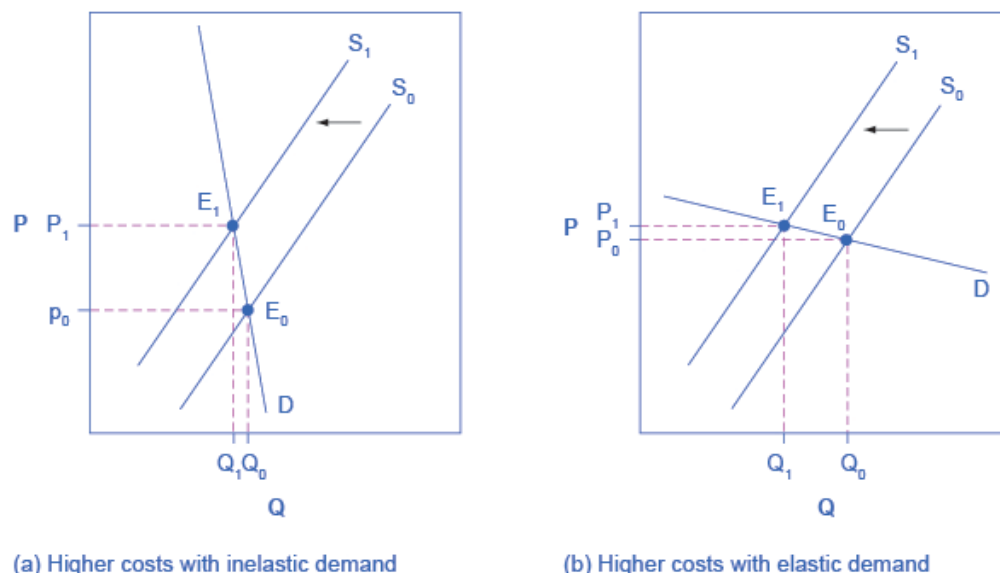 S₁
S₀
E₁
P P₁
p₀
E₀
D
Q₁Q₀
Q
(a) Higher costs with inelastic demand
S₁
S₀
E₁
E₀
P P₁
P₀
D
Q₁ Q₀
Q
(b) Higher costs with elastic demand